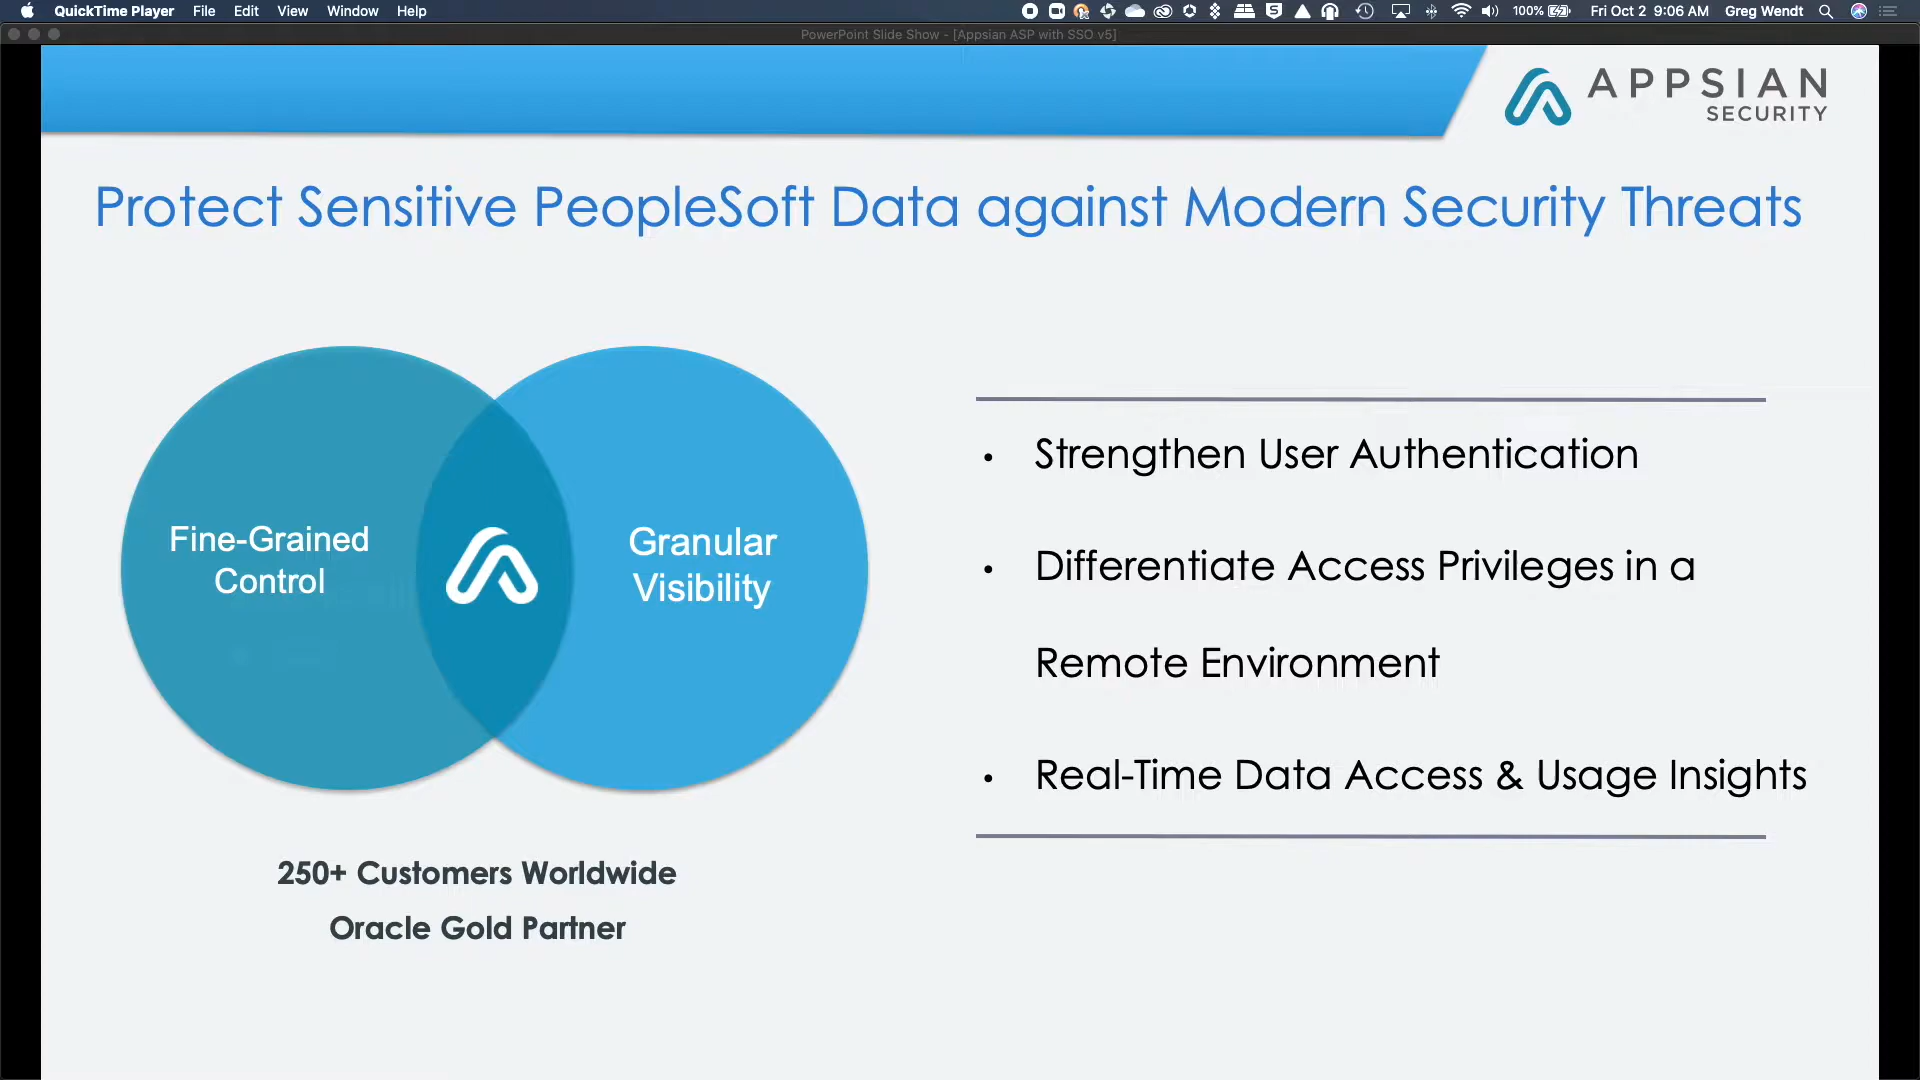 QuickTime Player File Edit View Window Help 100% Fri Oct 2 9:06 AM Greg Wendt
PowerPoint Slide Show - [Appsian ASP with SSO v5]
APPSIAN
SECURITY
Protect Sensitive PeopleSoft Data against Modern Security Threats
Fine-Grained
Control
Granular
Visibility
250+ Customers Worldwide
Oracle Gold Partner
• Strengthen User Authentication
• Differentiate Access Privileges in a
Remote Environment
• Real-Time Data Access & Usage Insights